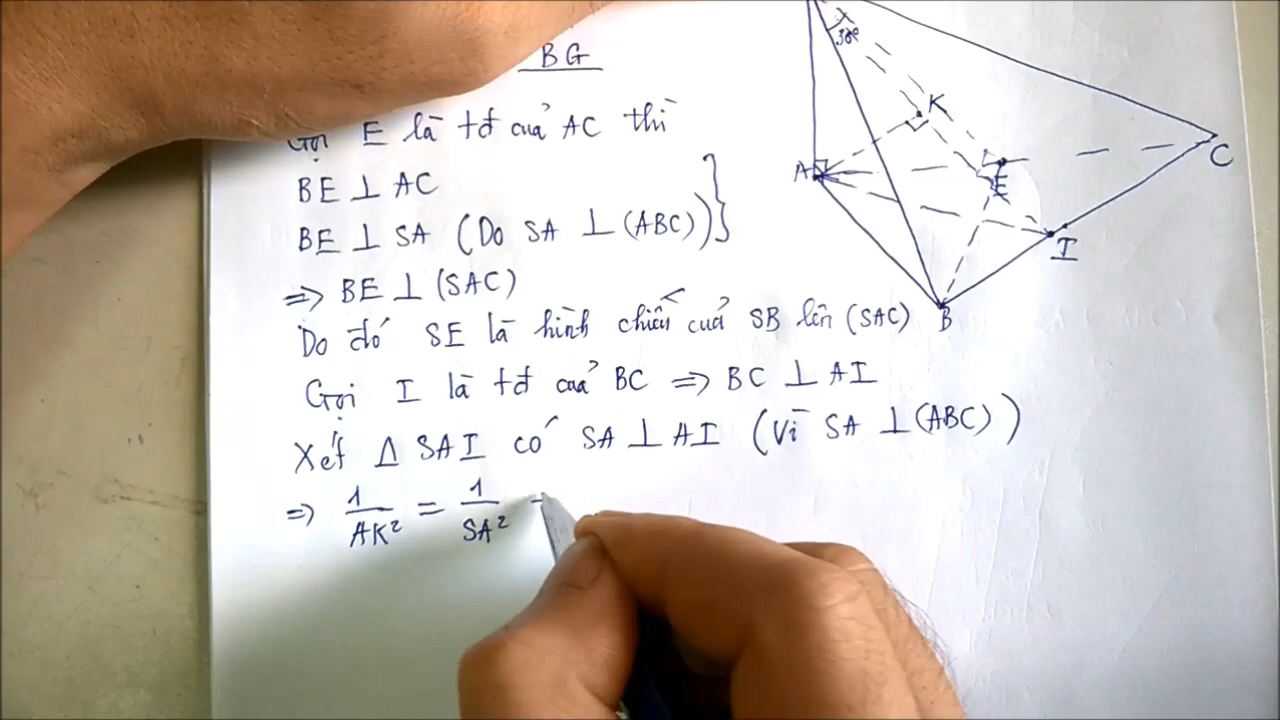 BG
Gọi E là tđ của AC thì
BE ⊥ AC
BE ⊥ SA (Do SA ⊥ (ABC))}
=> BE ⊥ (SAC)
Do đó SE là hình chiếu của SB lên (SAC)
Gọi I là tđ của BC => BC ⊥ AI
Xét Δ SAI có SA ⊥ AI (Vì SA ⊥ (ABC))
=> 1/AK² = 1/SA²
30°
K
A
E
C
I
B